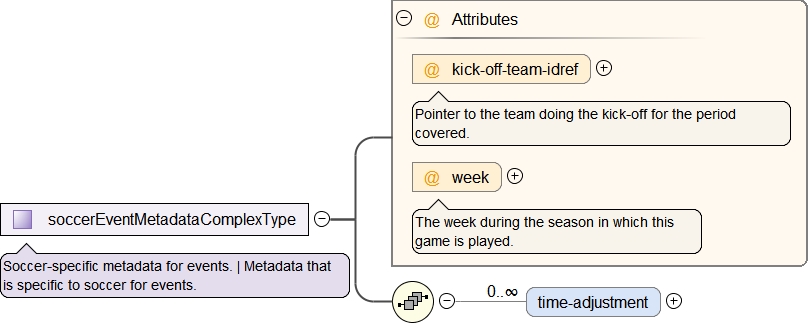 @ Attributes
@ kick-off-team-idref
Pointer to the team doing the kick-off for the period
covered.
@ week
The week during the season in which this
game is played.
soccerEventMetadataComplexType
Soccer-specific metadata for events. | Metadata that
is specific to soccer for events.
0..∞
time-adjustment